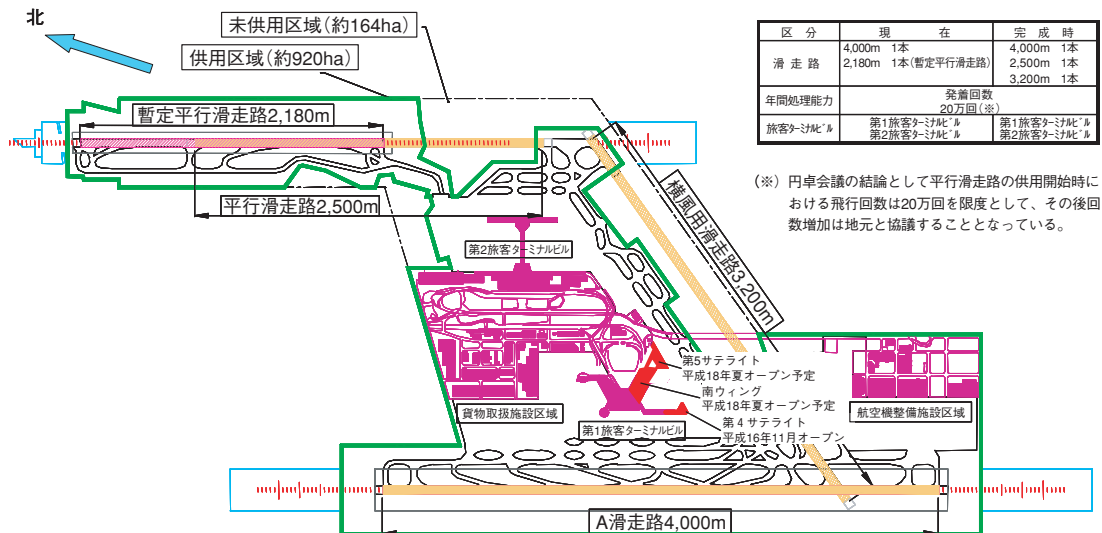 北
未供用区域(約164ha)
供用区域(約920ha)
暫定平行滑走路2,180m
平行滑走路2,500m
横風用滑走路3,200m
第2旅客ターミナルビル
第5サテライト
平成18年夏オープン予定
南ウィング
平成18年夏オープン予定
貨物取扱施設区域
航空機整備施設区域
第4サテライト
平成16年11月オープン
第1旅客ターミナルビル
A滑走路4,000m
区 分 現 在 完 成 時
滑 走 路
4,000m 1本 4,000m 1本
2,180m 1本(暫定平行滑走路) 2,500m 1本
3,200m 1本
年間処理能力 発着回数
20万回(※)
旅客ターミナルビル 第1旅客ターミナルビル 第1旅客ターミナルビル
第2旅客ターミナルビル 第2旅客ターミナルビル
(※) 円卓会議の結論として平行滑走路の供用開始時に
おける飛行回数は20万回を限度として、その後回
数増加は地元と協議することとなっている。